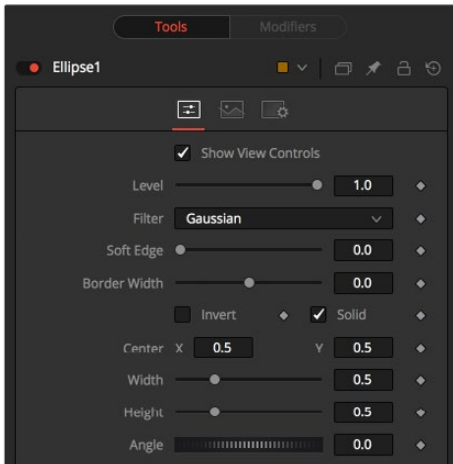 Tools Modifiers
Ellipse1
Show View Controls
Level 1.0
Filter Gaussian
Soft Edge 0.0
Border Width 0.0
Invert Solid
Center X 0.5 Y 0.5
Width 0.5
Height 0.5
Angle 0.0